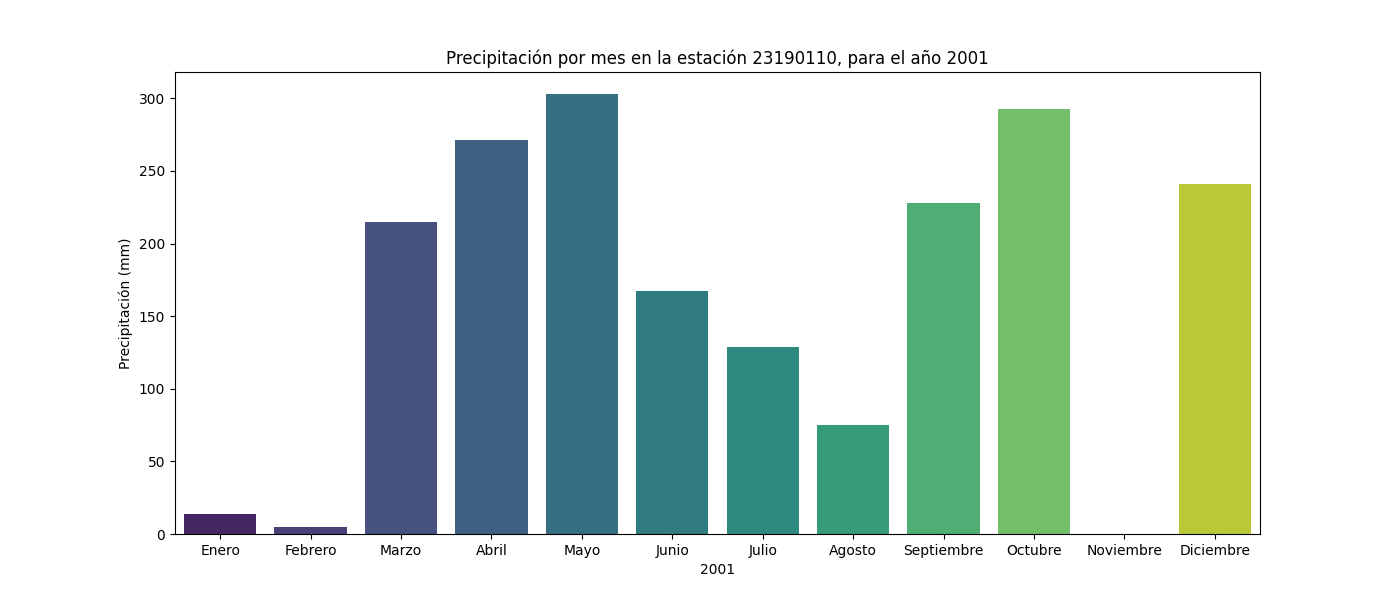 Precipitación por mes en la estación 23190110, para el año 2001
Precipitación (mm)
300
250
200
150
100
50
0
Enero Febrero Marzo Abril Mayo Junio Julio Agosto Septiembre Octubre Noviembre Diciembre
2001